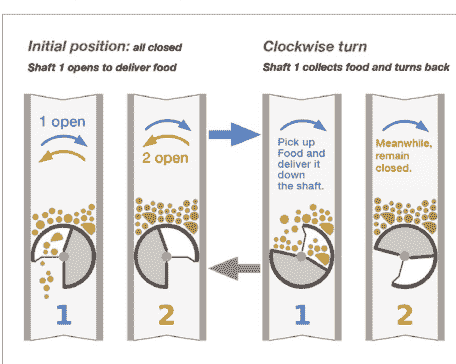 Initial position: all closed
Shaft 1 opens to deliver food
Clockwise turn
Shaft 1 collects food and turns back
1 open
2 open
Pick up
Food and
deliver it
down
the shaft.
Meanwhile,
remain
closed.
1
2
1
2